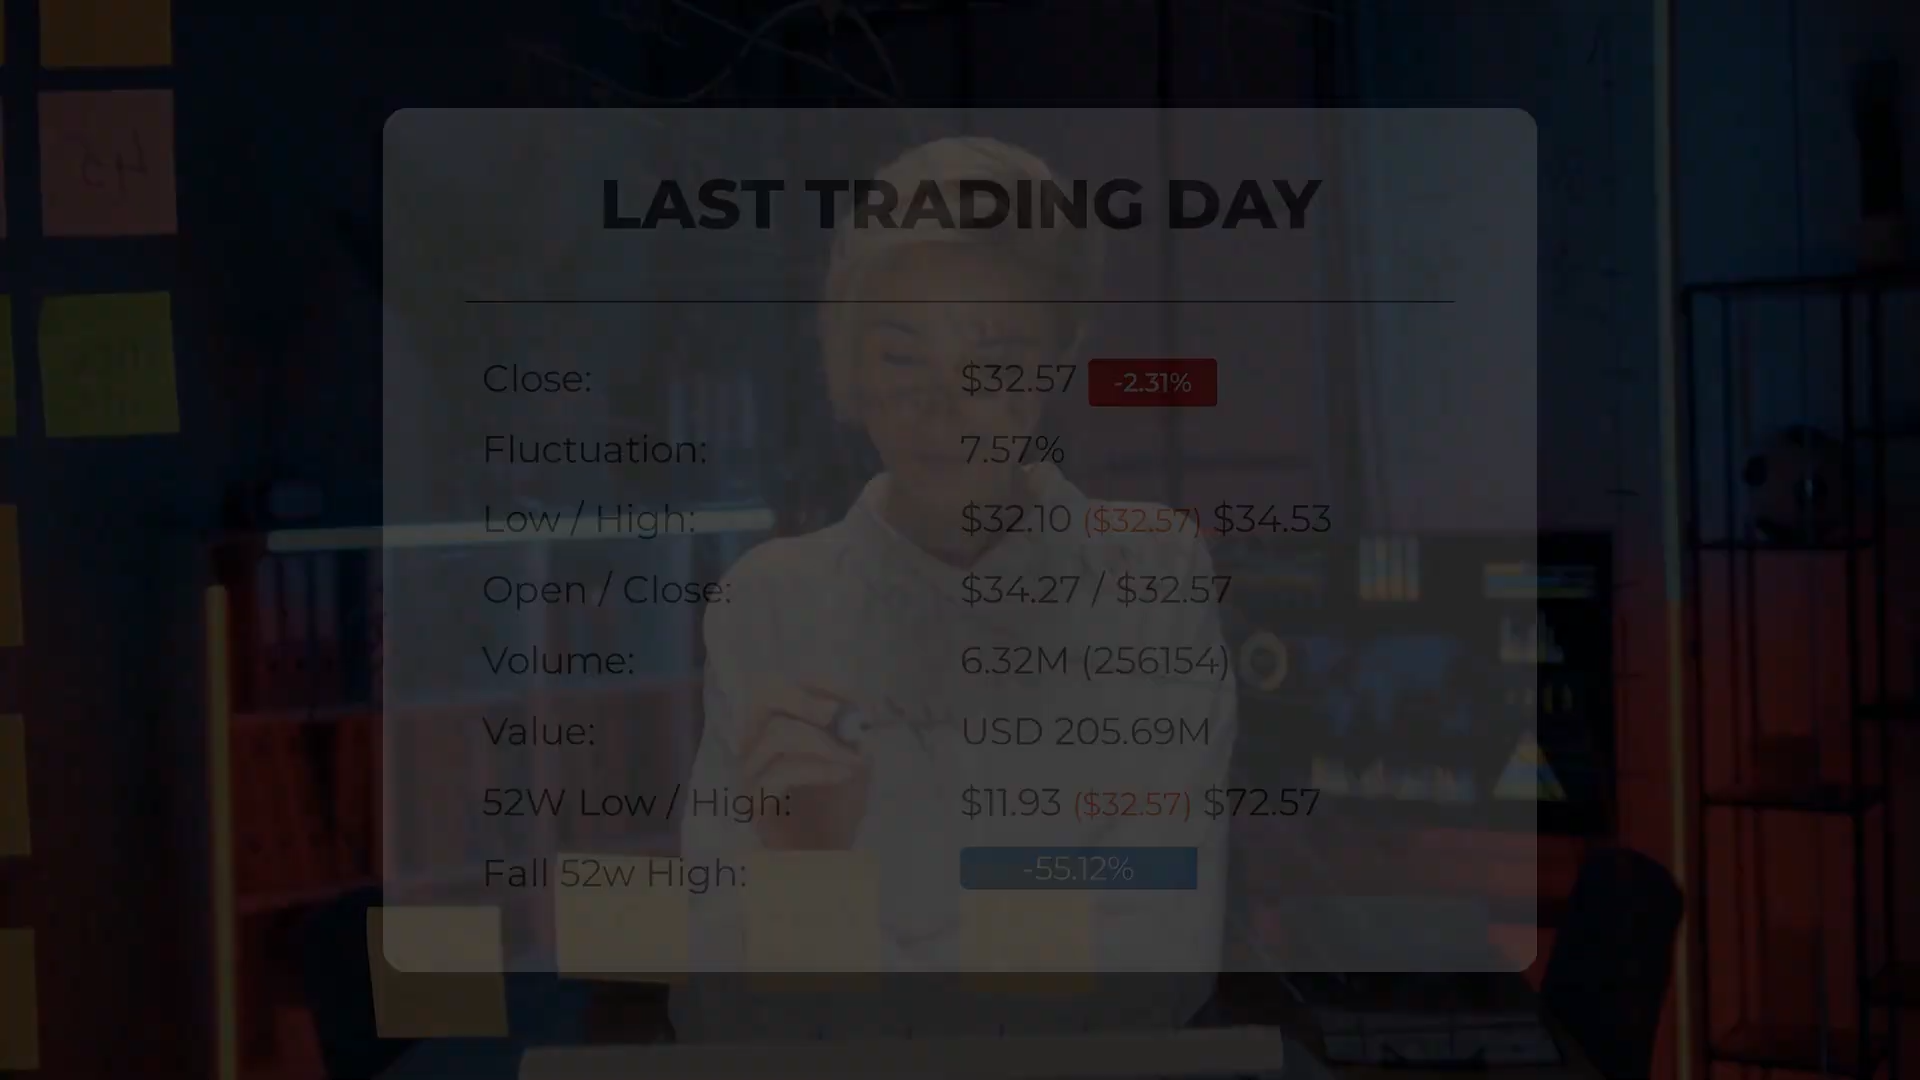 45
LAST TRADING DAY
Close: $32.57 -2.31%
Fluctuation: 7.57%
Low / High: $32.10 ($32.57) $34.53
Open / Close: $34.27 / $32.57
Volume: 6.32M (256154)
Value: USD 205.69M
52W Low / High: $11.93 ($32.57) $72.57
Fall 52w High: -55.12%